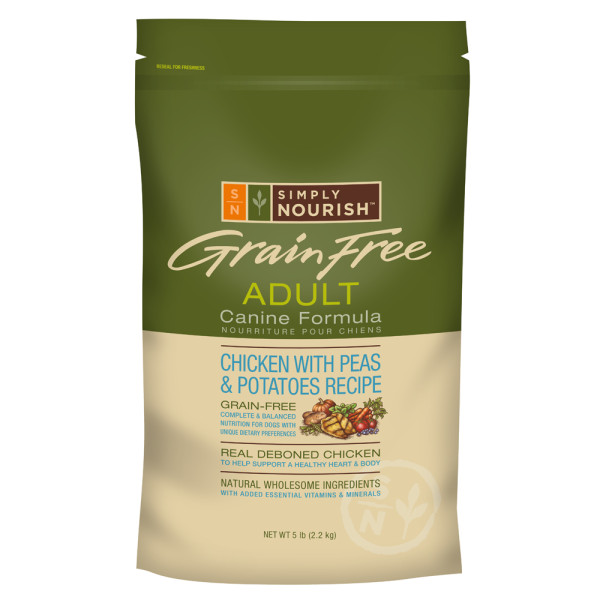 RESEAL FOR FRESHNESS
S
N
SIMPLY
NOURISH™
Grain Free
ADULT
Canine Formula
NOURRITURE POUR CHIENS
CHICKEN WITH PEAS
& POTATOES RECIPE
GRAIN-FREE
COMPLETE & BALANCED
NUTRITION FOR DOGS WITH
UNIQUE DIETARY PREFERENCES
REAL DEBONED CHICKEN
TO HELP SUPPORT A HEALTHY HEART & BODY
NATURAL WHOLESOME INGREDIENTS
WITH ADDED ESSENTIAL VITAMINS & MINERALS
S
N
NET WT 5 lb (2.2 kg)